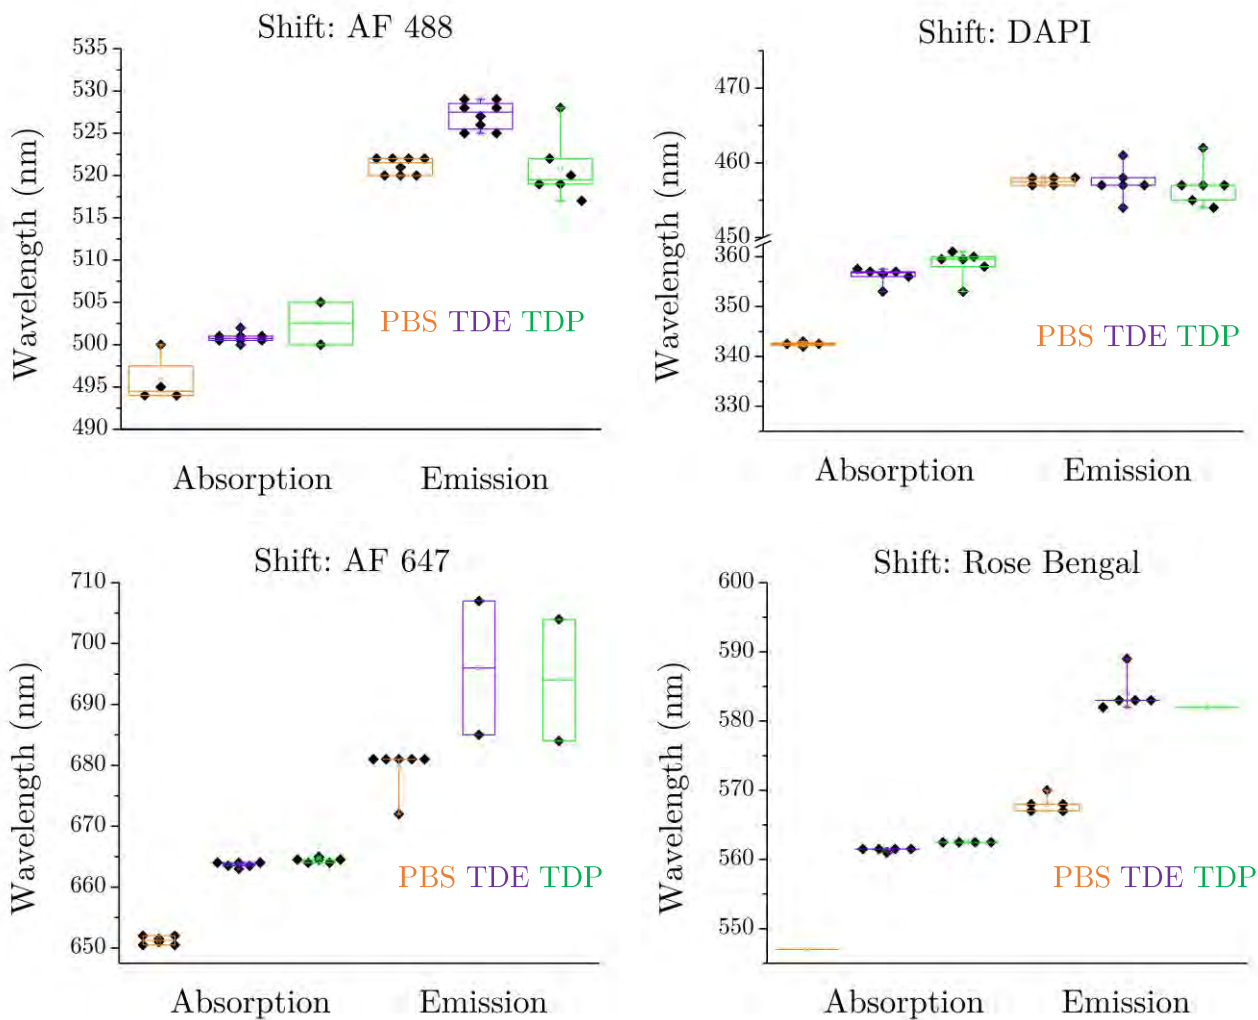 Shift: AF 488
Wavelength (nm)
535
530
525
520
515
510
505
500
495
490
PBS TDE TDP
Absorption Emission
Shift: DAPI
Wavelength (nm)
470
460
450
360
350
340
330
PBS TDE TDP
Absorption Emission
Shift: AF 647
Wavelength (nm)
710
700
690
680
670
660
650
PBS TDE TDP
Absorption Emission
Shift: Rose Bengal
Wavelength (nm)
600
590
580
570
560
550
PBS TDE TDP
Absorption Emission